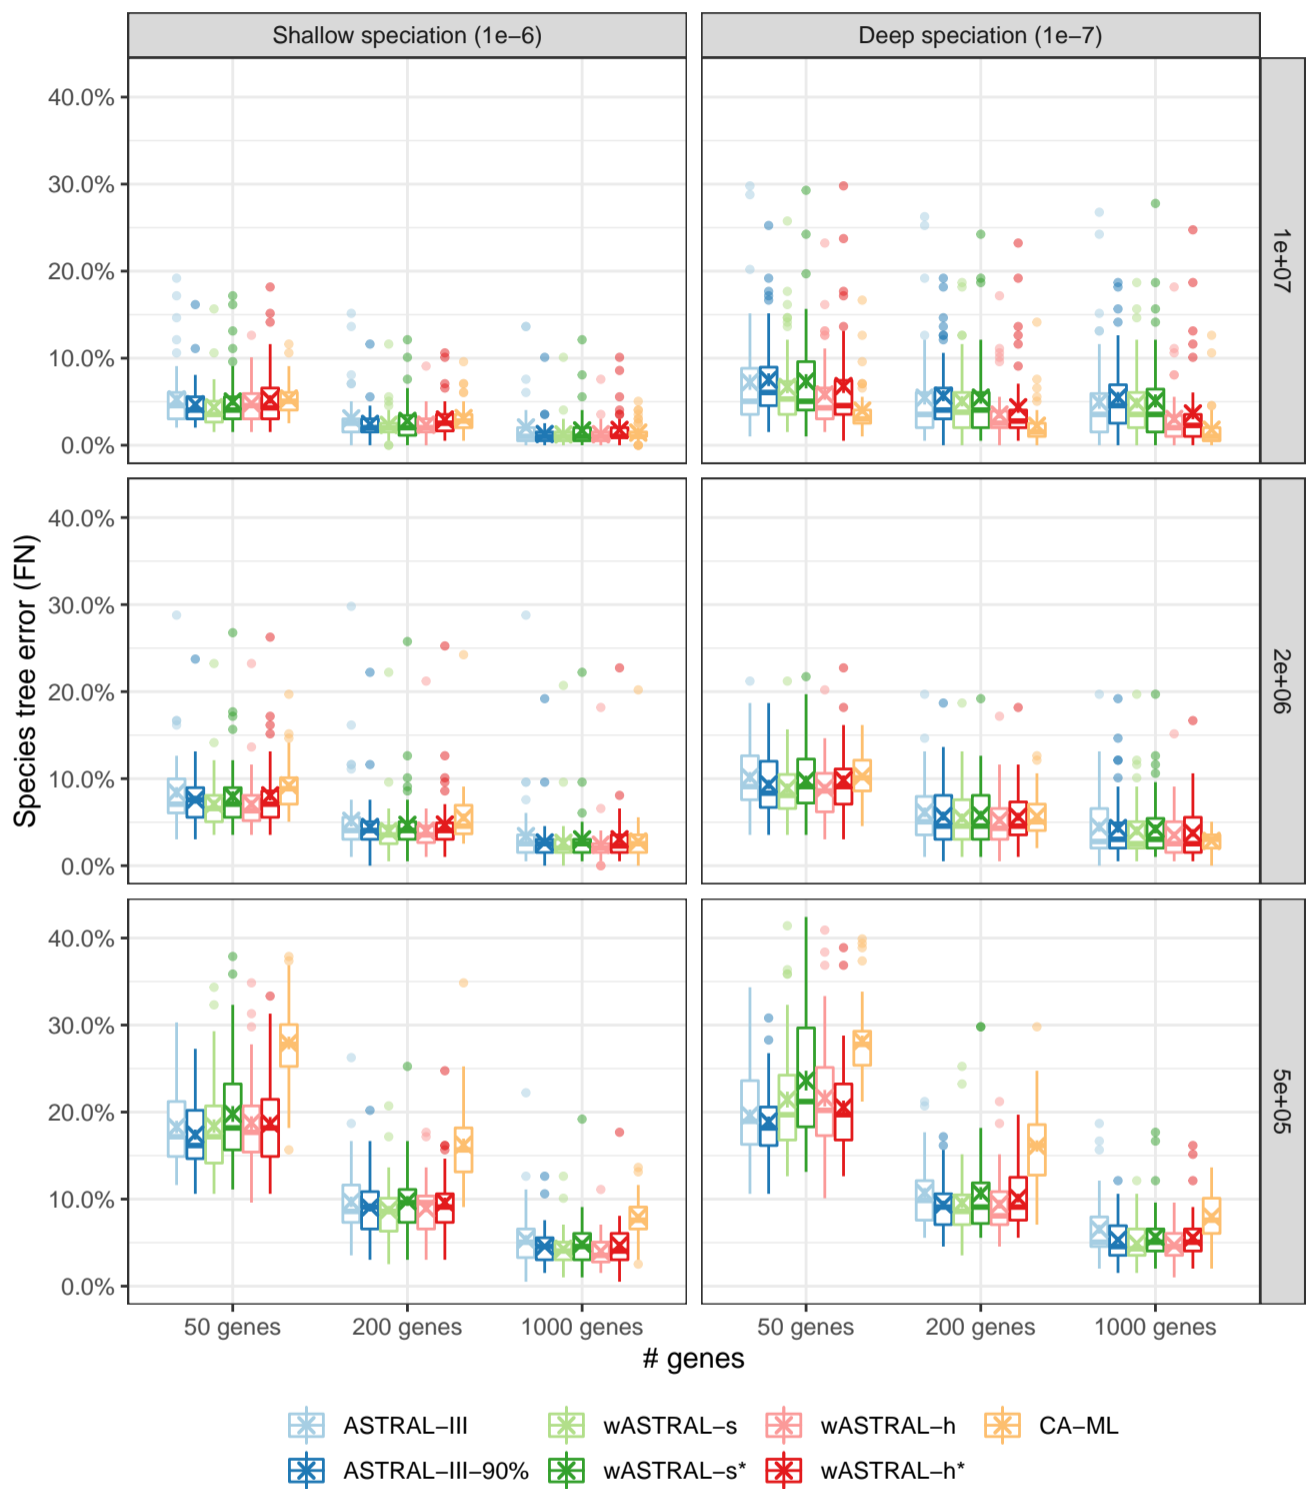 Shallow speciation (1e−6)
Deep speciation (1e−7)
40.0%
30.0%
20.0%
10.0%
0.0%
1e+07
40.0%
30.0%
20.0%
10.0%
0.0%
2e+06
Species tree error (FN)
40.0%
30.0%
20.0%
10.0%
0.0%
5e+05
50 genes
200 genes
1000 genes
50 genes
200 genes
1000 genes
# genes
ASTRAL−III
wASTRAL−s
wASTRAL−h
CA−ML
ASTRAL−III−90%
wASTRAL−s*
wASTRAL−h*